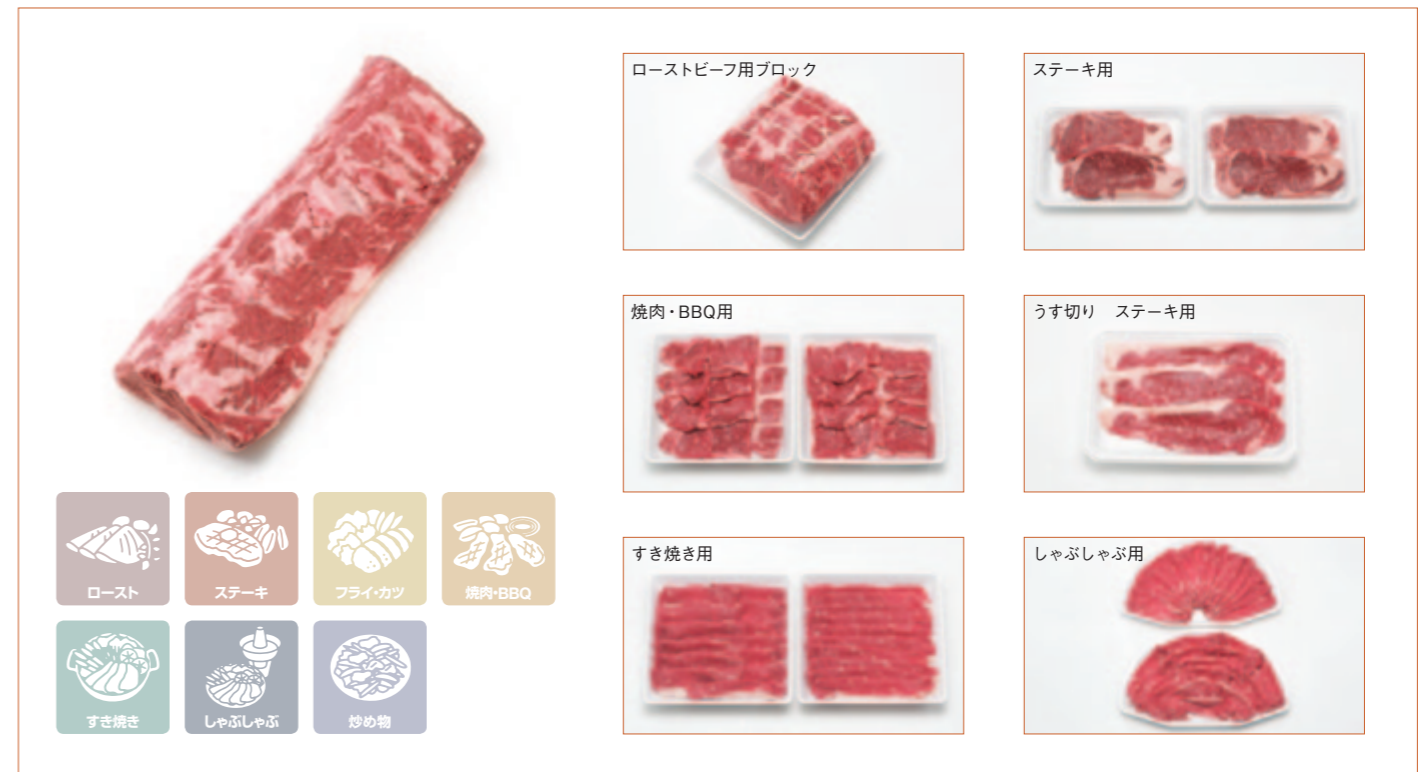 ローストビーフ用ブロック
ステーキ用
焼肉・BBQ用
うす切り　ステーキ用
すき焼き用
しゃぶしゃぶ用
ロースト
ステーキ
フライ・カツ
焼肉・BBQ
すき焼き
しゃぶしゃぶ
炒め物